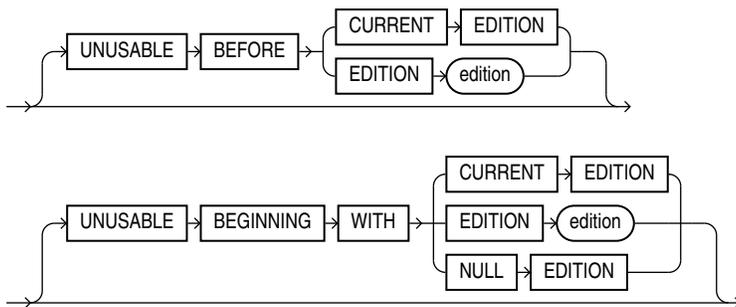 CURRENT EDITION
UNUSABLE BEFORE
EDITION edition
CURRENT EDITION
UNUSABLE BEGINNING WITH EDITION edition
NULL EDITION